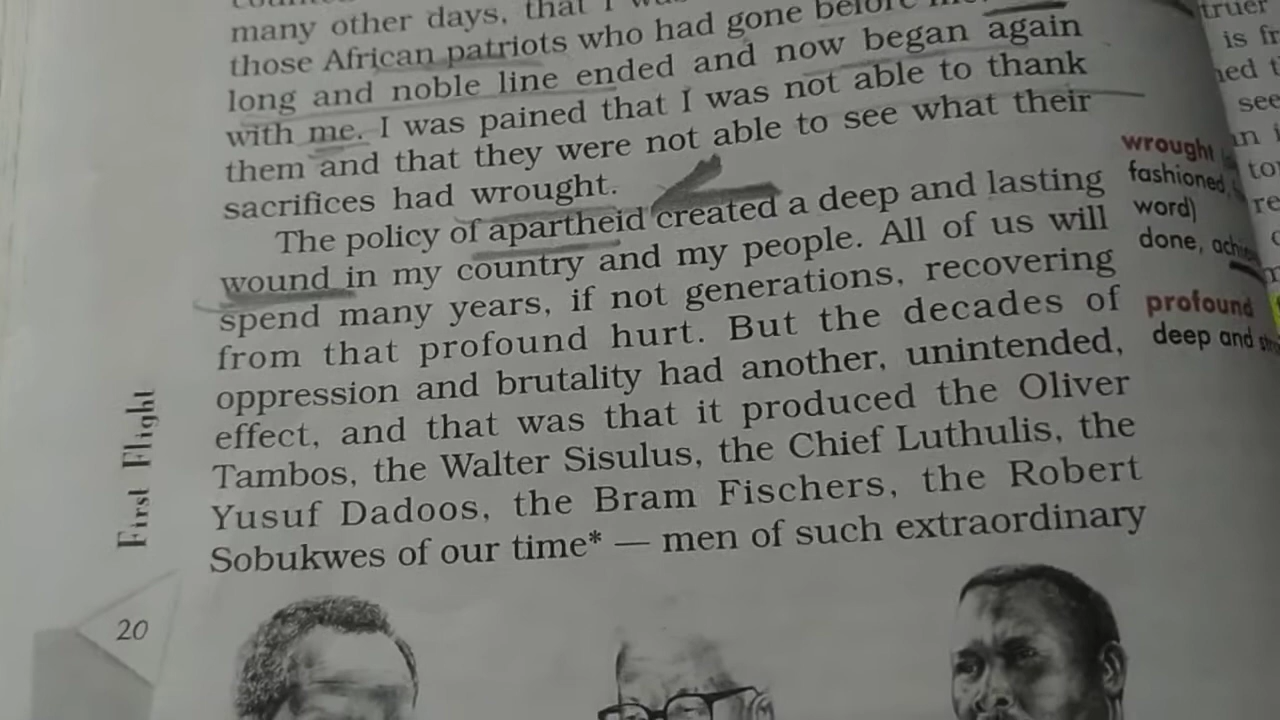 many other days, that I
those African patriots who had gone before
long and noble line ended and now began again
with me. I was pained that I was not able to thank
them and that they were not able to see what their
sacrifices had wrought.
The policy of apartheid created a deep and lasting
wound in my country and my people. All of us will
spend many years, if not generations, recovering
from that profound hurt. But the decades of
oppression and brutality had another, unintended,
effect, and that was that it produced the Oliver
Tambos, the Walter Sisulus, the Chief Luthulis, the
Yusuf Dadoos, the Bram Fischers, the Robert
Sobukwes of our time* — men of such extraordinary
wrought
fashioned,
word)
done,
profound
deep and
First Flight
20
truer
is
see